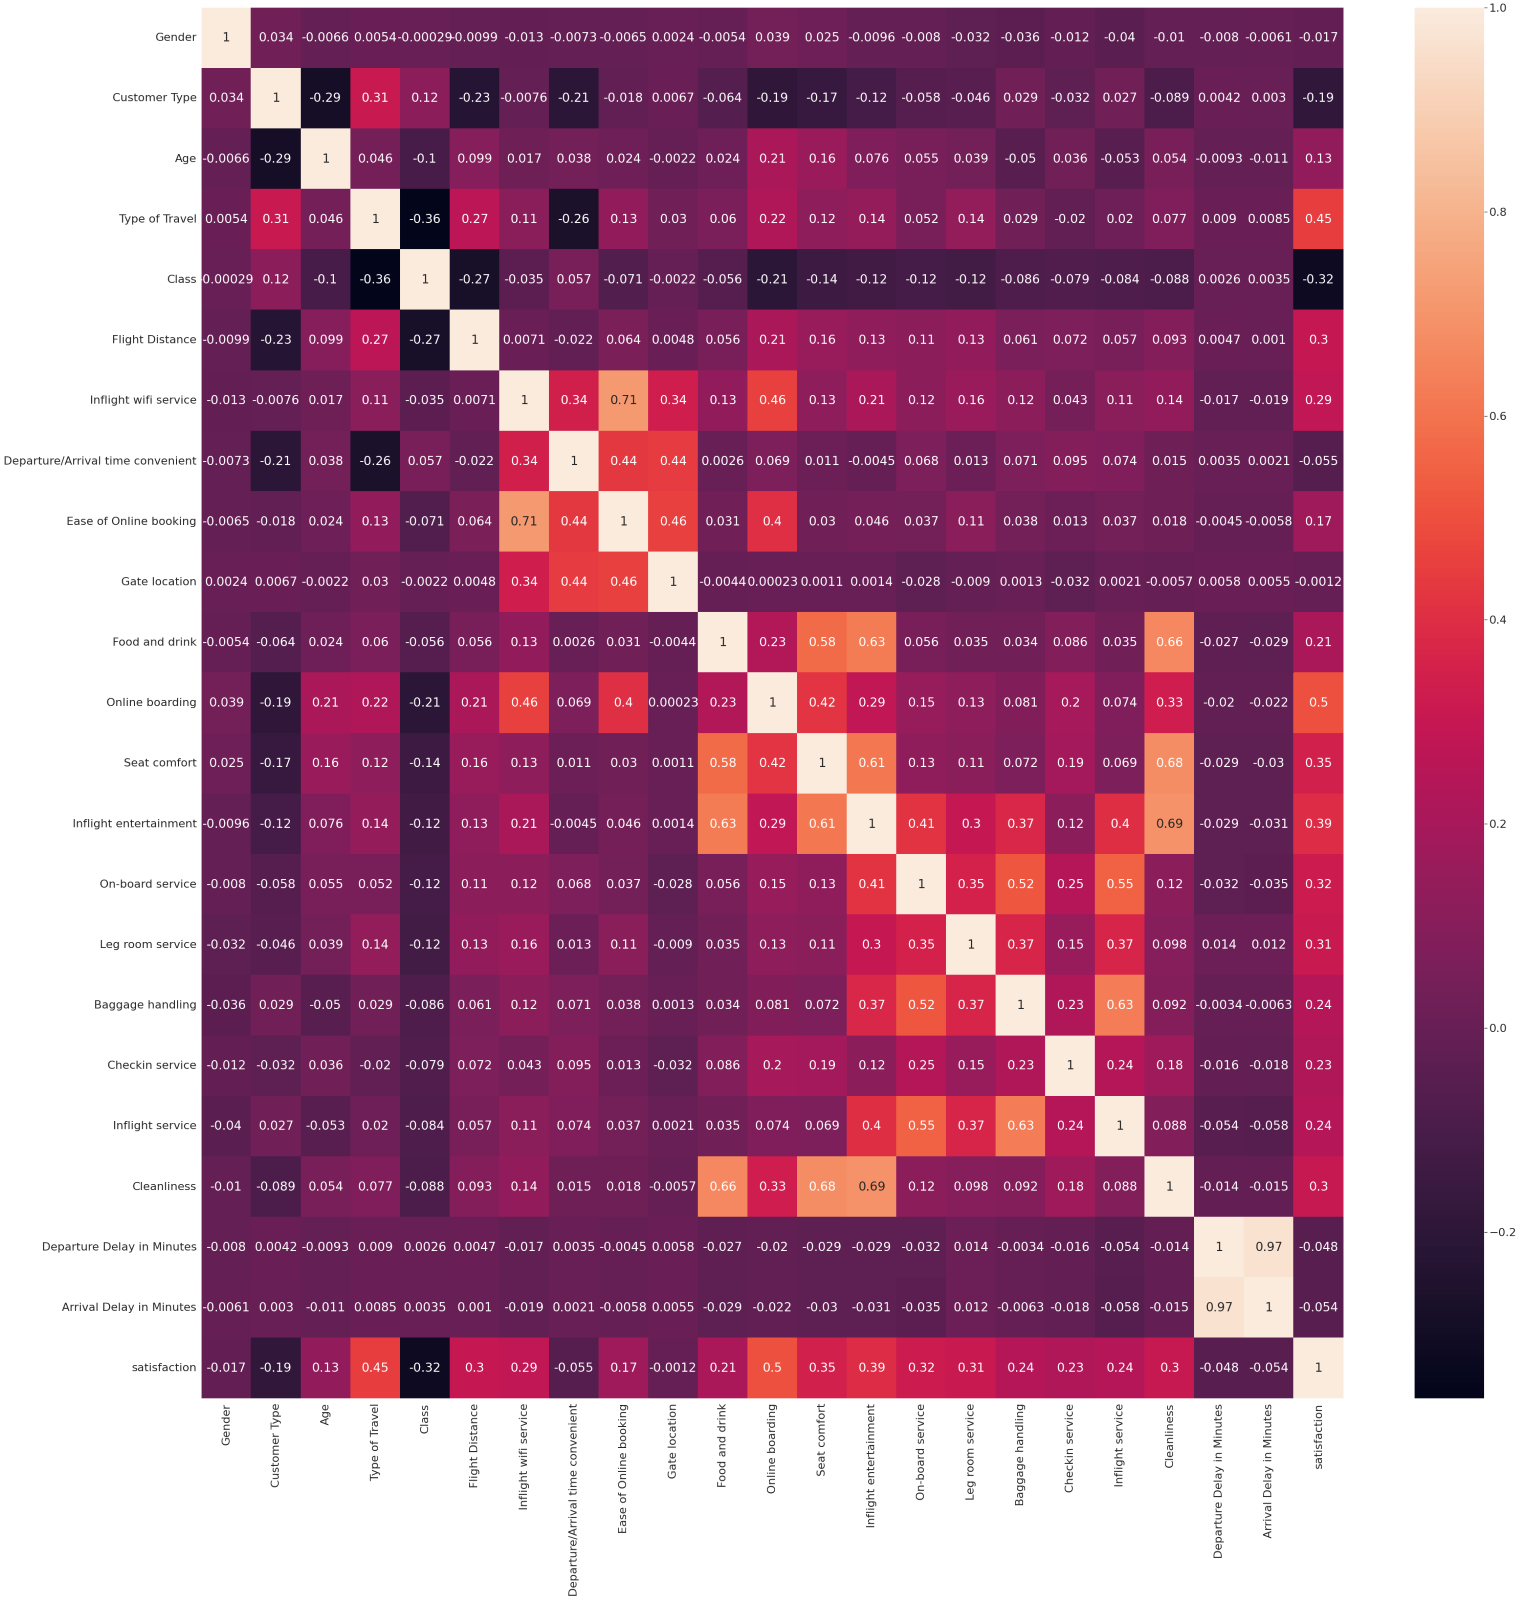 Gender 1 0.034 -0.0066 0.0054 -0.00029 -0.0099 -0.013 -0.0073 -0.0065 0.0024 -0.0054 0.039 0.025 -0.0096 -0.008 -0.032 -0.036 -0.012 -0.04 -0.01 -0.008 -0.0061 -0.017
Customer Type 0.034 1 -0.29 0.31 0.12 -0.23 -0.0076 -0.21 -0.018 0.0067 -0.064 -0.19 -0.17 -0.12 -0.058 -0.046 0.029 -0.032 0.027 -0.089 0.0042 0.003 -0.19
Age -0.0066 -0.29 1 0.046 -0.1 0.099 0.017 0.038 0.024 -0.0022 0.024 0.21 0.16 0.076 0.055 0.039 -0.05 0.036 -0.053 0.054 -0.0093 -0.011 0.13
Type of Travel 0.0054 0.31 0.046 1 -0.36 0.27 0.11 -0.26 0.13 0.03 0.06 0.22 0.12 0.14 0.052 0.14 0.029 -0.02 0.02 0.077 0.009 0.0085 0.45
Class 0.00029 0.12 -0.1 -0.36 1 -0.27 -0.035 0.057 -0.071 -0.0022 -0.056 -0.21 -0.14 -0.12 -0.12 -0.12 -0.086 -0.079 -0.084 -0.088 0.0026 0.0035 -0.32
Flight Distance -0.0099 -0.23 0.099 0.27 -0.27 1 0.0071 -0.022 0.064 0.0048 0.056 0.21 0.16 0.13 0.11 0.13 0.061 0.072 0.057 0.093 0.0047 0.001 0.3
Inflight wifi service -0.013 -0.0076 0.017 0.11 -0.035 0.0071 1 0.34 0.71 0.34 0.13 0.46 0.13 0.21 0.12 0.16 0.12 0.043 0.11 0.14 -0.017 -0.019 0.29
Departure/Arrival time convenient -0.0073 -0.21 0.038 -0.26 0.057 -0.022 0.34 1 0.44 0.44 0.0026 0.069 0.011 -0.0045 0.068 0.013 0.071 0.095 0.074 0.015 0.0035 0.0021 -0.055
Ease of Online booking -0.0065 -0.018 0.024 0.13 -0.071 0.064 0.71 0.44 1 0.46 0.031 0.4 0.03 0.046 0.037 0.11 0.038 0.013 0.037 0.018 -0.0045 -0.0058 0.17
Gate location 0.0024 0.0067 -0.0022 0.03 -0.0022 0.0048 0.34 0.44 0.46 1 -0.0044 0.00023 0.0011 0.0014 -0.028 -0.009 0.0013 -0.032 0.0021 -0.0057 0.0058 0.0055 -0.0012
Food and drink -0.0054 -0.064 0.024 0.06 -0.056 0.056 0.13 0.0026 0.031 -0.0044 1 0.23 0.58 0.63 0.056 0.035 0.034 0.086 0.035 0.66 -0.027 -0.029 0.21
Online boarding 0.039 -0.19 0.21 0.22 -0.21 0.21 0.46 0.069 0.4 0.00023 0.23 1 0.42 0.29 0.15 0.13 0.081 0.2 0.074 0.33 -0.02 -0.022 0.5
Seat comfort 0.025 -0.17 0.16 0.12 -0.14 0.16 0.13 0.011 0.03 0.0011 0.58 0.42 1 0.61 0.13 0.11 0.072 0.19 0.069 0.68 -0.029 -0.03 0.35
Inflight entertainment -0.0096 -0.12 0.076 0.14 -0.12 0.13 0.21 -0.0045 0.046 0.0014 0.63 0.29 0.61 1 0.41 0.3 0.37 0.12 0.4 0.69 -0.029 -0.031 0.39
On-board service -0.008 -0.058 0.055 0.052 -0.12 0.11 0.12 0.068 0.037 -0.028 0.056 0.15 0.13 0.41 1 0.35 0.52 0.25 0.55 0.12 -0.032 -0.035 0.32
Leg room service -0.032 -0.046 0.039 0.14 -0.12 0.13 0.16 0.013 0.11 -0.009 0.035 0.13 0.11 0.3 0.35 1 0.37 0.15 0.37 0.098 0.014 0.012 0.31
Baggage handling -0.036 0.029 -0.05 0.029 -0.086 0.061 0.12 0.071 0.038 0.0013 0.034 0.081 0.072 0.37 0.52 0.37 1 0.23 0.63 0.092 -0.0034 -0.0063 0.24
Checkin service -0.012 -0.032 0.036 -0.02 -0.079 0.072 0.043 0.095 0.013 -0.032 0.086 0.2 0.19 0.12 0.25 0.15 0.23 1 0.24 0.18 -0.016 -0.018 0.23
Inflight service -0.04 0.027 -0.053 0.02 -0.084 0.057 0.11 0.074 0.037 0.0021 0.035 0.074 0.069 0.4 0.55 0.37 0.63 0.24 1 0.088 -0.054 -0.058 0.24
Cleanliness -0.01 -0.089 0.054 0.077 -0.088 0.093 0.14 0.015 0.018 -0.0057 0.66 0.33 0.68 0.69 0.12 0.098 0.092 0.18 0.088 1 -0.014 -0.015 0.3
Departure Delay in Minutes -0.008 0.0042 -0.0093 0.009 0.0026 0.0047 -0.017 0.0035 -0.0045 0.0058 -0.027 -0.02 -0.029 -0.029 -0.032 0.014 -0.0034 -0.016 -0.054 -0.014 1 0.97 -0.048
Arrival Delay in Minutes -0.0061 0.003 -0.011 0.0085 0.0035 0.001 -0.019 0.0021 -0.0058 0.0055 -0.029 -0.022 -0.03 -0.031 -0.035 0.012 -0.0063 -0.018 -0.058 -0.015 0.97 1 -0.054
satisfaction -0.017 -0.19 0.13 0.45 -0.32 0.3 0.29 -0.055 0.17 -0.0012 0.21 0.5 0.35 0.39 0.32 0.31 0.24 0.23 0.24 0.3 -0.048 -0.054 1
Gender
Customer Type
Age
Type of Travel
Class
Flight Distance
Inflight wifi service
Departure/Arrival time convenient
Ease of Online booking
Gate location
Food and drink
Online boarding
Seat comfort
Inflight entertainment
On-board service
Leg room service
Baggage handling
Checkin service
Inflight service
Cleanliness
Departure Delay in Minutes
Arrival Delay in Minutes
satisfaction
1.0
0.8
0.6
0.4
0.2
0.0
−0.2